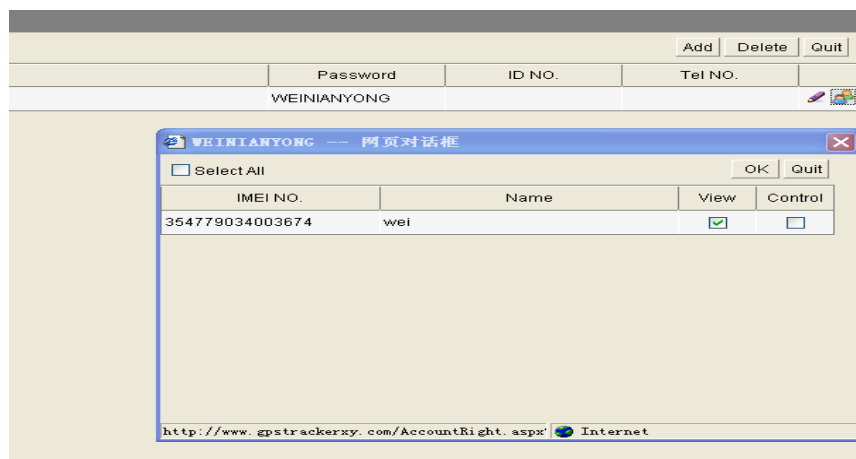 Add Delete Quit
Password ID NO. Tel NO.
WEINIANYONG
WEINIANYONG -- 网页对话框
Select All OK Quit
IMEI NO. Name View Control
354779034003674 wei
http://www.gpstrackerxy.com/AccountRight.aspx' Internet